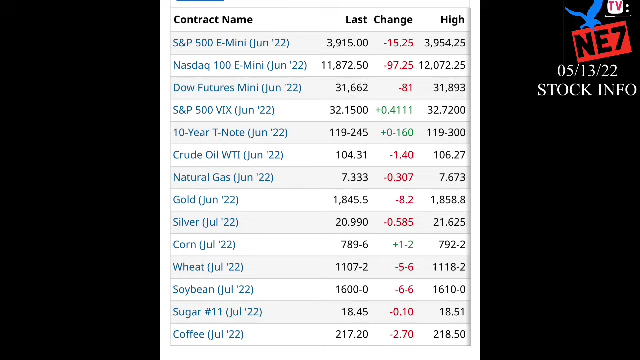 Contract Name Last Change High
S&P 500 E-Mini (Jun '22) 3,915.00 -15.25 3,954.25
Nasdaq 100 E-Mini (Jun '22) 11,872.50 -97.25 12,072.25
Dow Futures Mini (Jun '22) 31,662 -81 31,893
S&P 500 VIX (Jun '22) 32.1500 +0.4111 32.7200
10-Year T-Note (Jun '22) 119-245 +0-160 119-300
Crude Oil WTI (Jun '22) 104.31 -1.40 106.27
Natural Gas (Jun '22) 7.333 -0.307 7.673
Gold (Jun '22) 1,845.5 -8.2 1,858.8
Silver (Jul '22) 20.990 -0.585 21.625
Corn (Jul '22) 789-6 +1-2 792-2
Wheat (Jul '22) 1107-2 -5-6 1118-2
Soybean (Jul '22) 1600-0 -6-6 1610-0
Sugar #11 (Jul '22) 18.45 -0.10 18.51
Coffee (Jul '22) 217.20 -2.70 218.50
TV
NE7
05/13/22
STOCK INFO